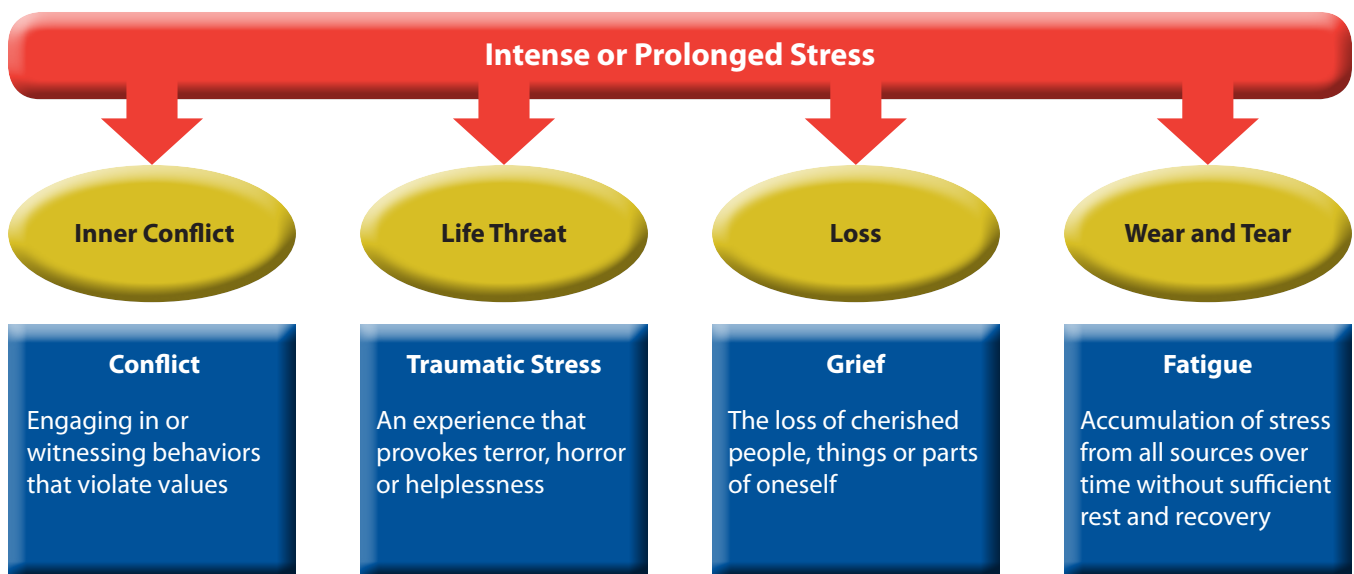 Intense or Prolonged Stress
Inner Conflict
Life Threat
Loss
Wear and Tear
Conflict
Engaging in or
witnessing behaviors
that violate values
Traumatic Stress
An experience that
provokes terror, horror
or helplessness
Grief
The loss of cherished
people, things or parts
of oneself
Fatigue
Accumulation of stress
from all sources over
time without sufficient
rest and recovery